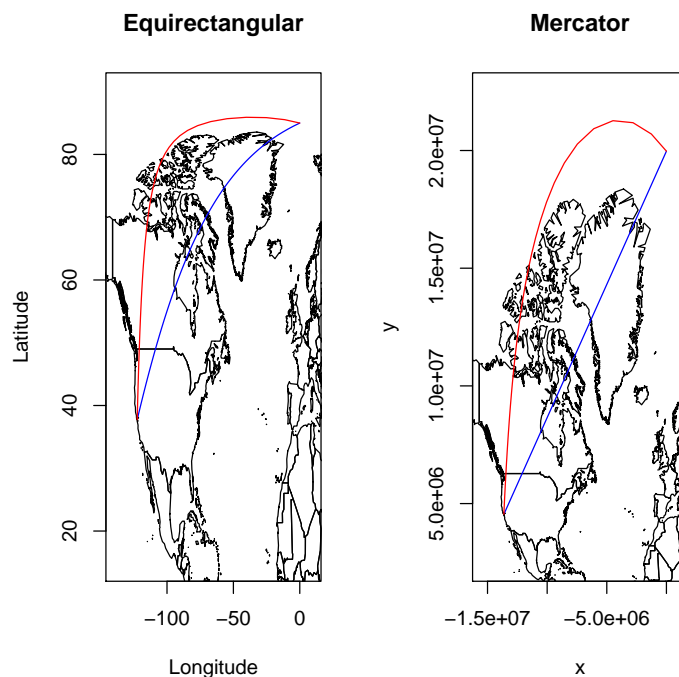 Equirectangular
Mercator
80
60
40
20
Latitude
−100
−50
0
Longitude
2.0e+07
1.5e+07
1.0e+07
5.0e+06
y
−1.5e+07
−5.0e+06
x